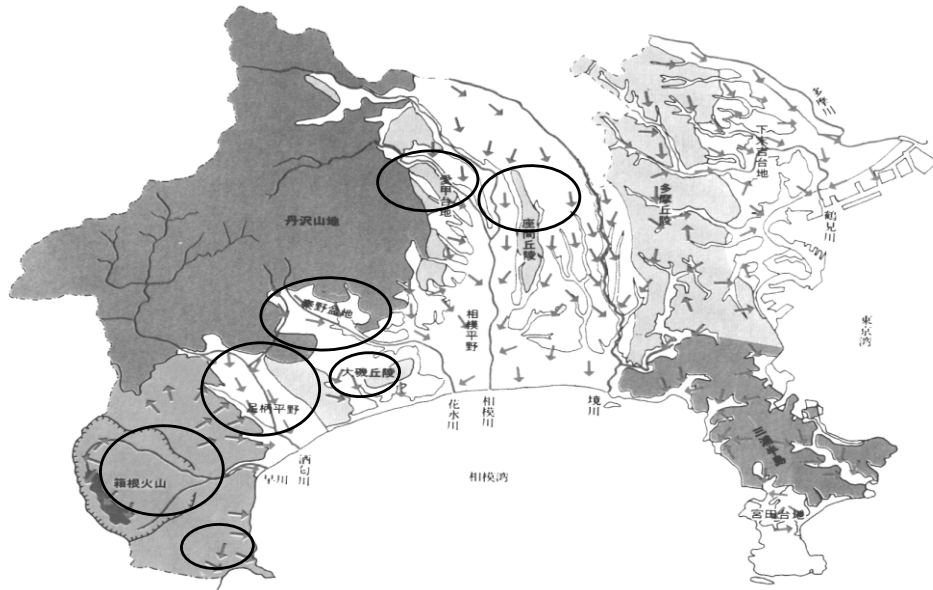 多摩川
下末吉台地
鶴見川
東京湾
多摩丘陵
愛甲台地
座間丘陵
丹沢山地
秦野盆地
相模平野
大磯丘陵
足柄平野
花水川
相模川
境川
酒匂川
早川
箱根火山
相模湾
三浦半島
宮田台地